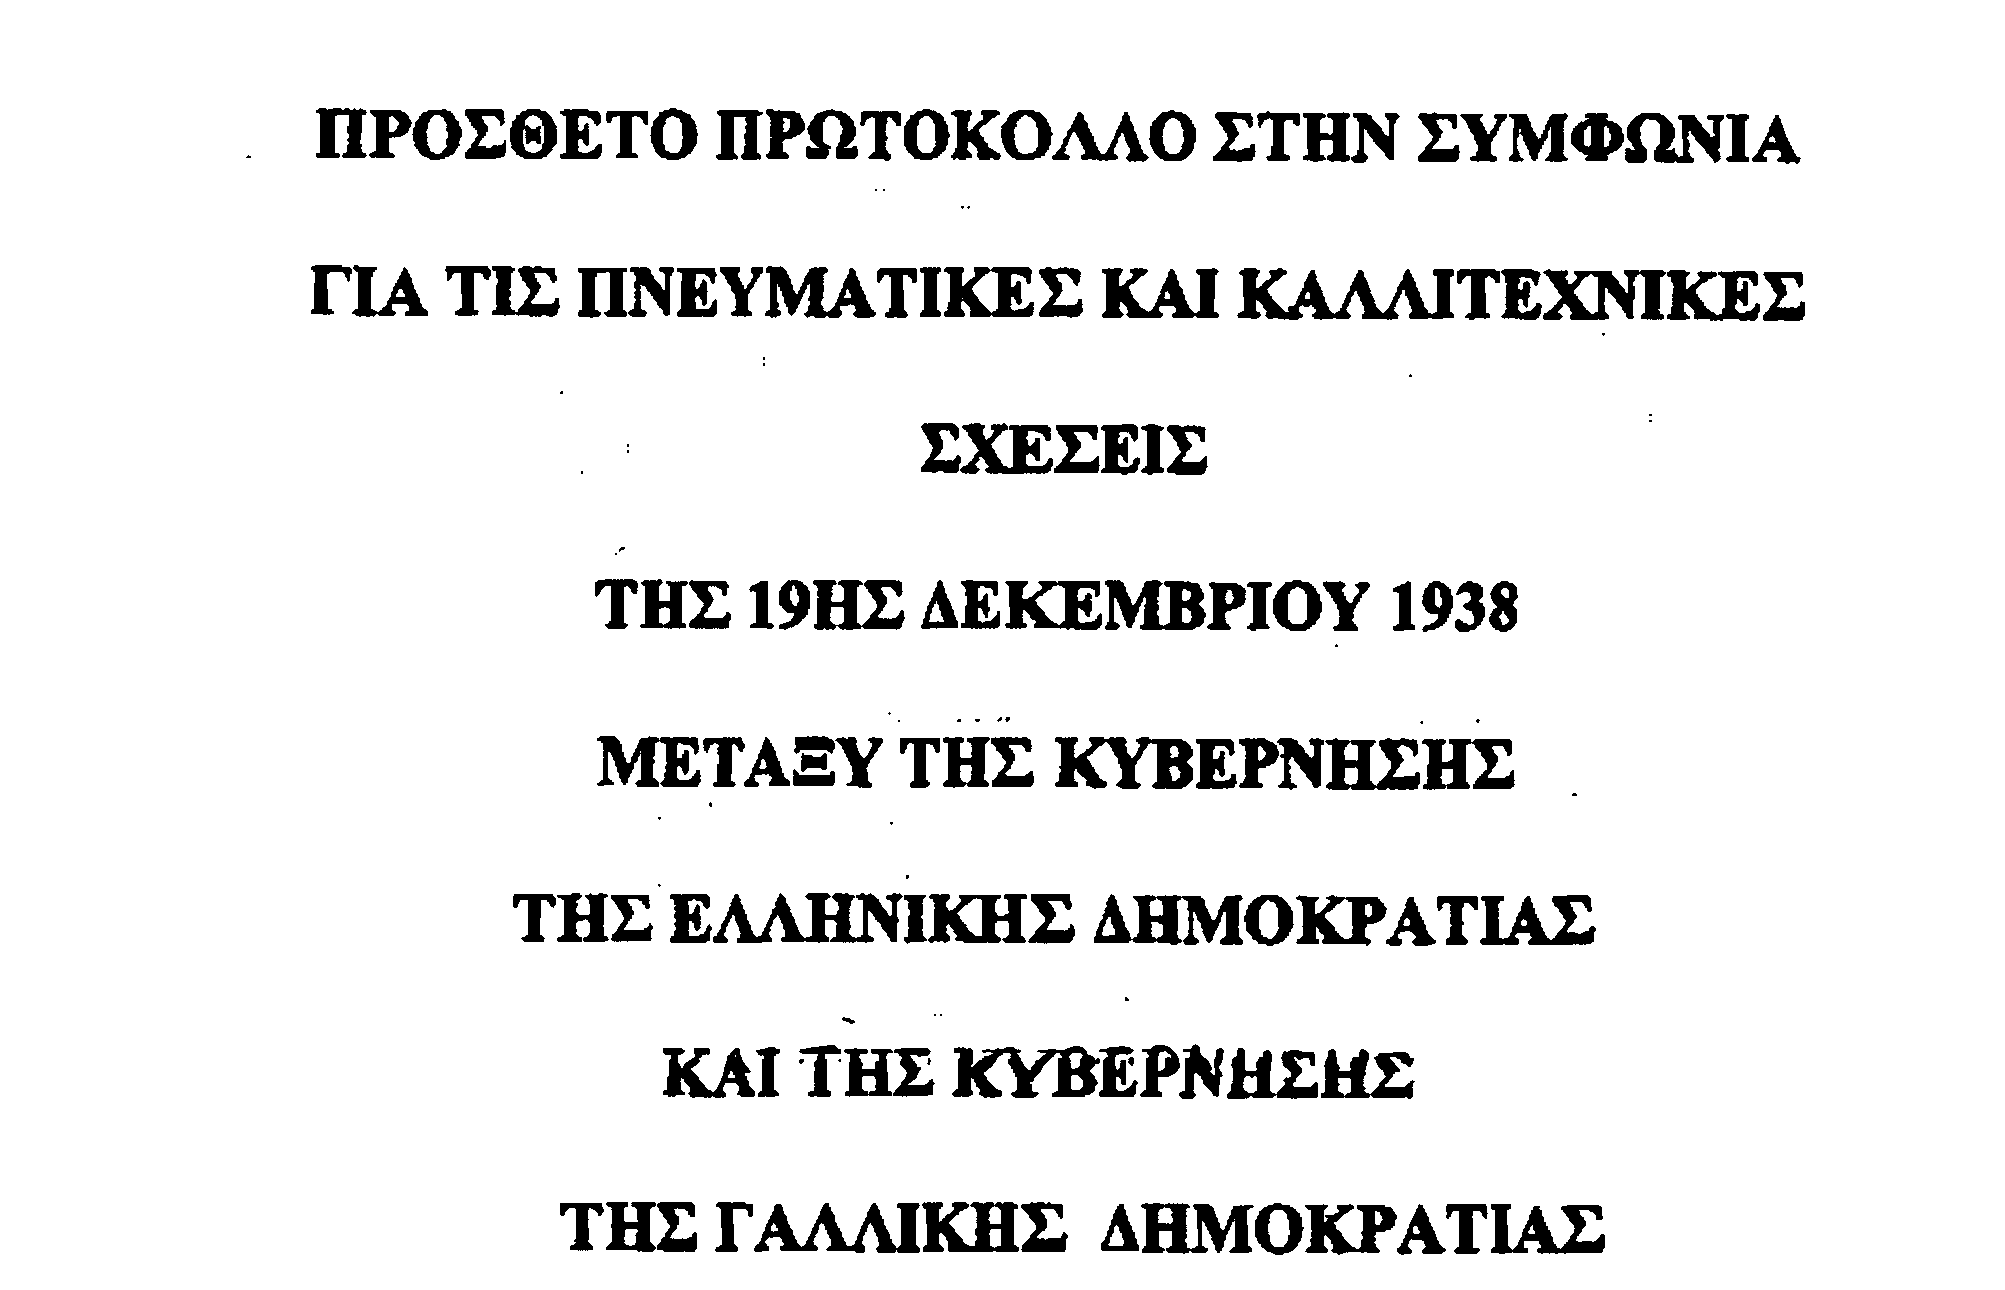 ΠΡΟΣΘΕΤΟ ΠΡΩΤΟΚΟΛΛΟ ΣΤΗΝ ΣΥΜΦΩΝΙΑ
ΓΙΑ ΤΙΣ ΠΝΕΥΜΑΤΙΚΕΣ ΚΑΙ ΚΑΛΛΙΤΕΧΝΙΚΕΣ
ΣΧΕΣΕΙΣ
ΤΗΣ 19ΗΣ ΔΕΚΕΜΒΡΙΟΥ 1938
ΜΕΤΑΞΥ ΤΗΣ ΚΥΒΕΡΝΗΣΗΣ
ΤΗΣ ΕΛΛΗΝΙΚΗΣ ΔΗΜΟΚΡΑΤΙΑΣ
ΚΑΙ ΤΗΣ ΚΥΒΕΡΝΗΣΗΣ
ΤΗΣ ΓΑΛΛΙΚΗΣ ΔΗΜΟΚΡΑΤΙΑΣ